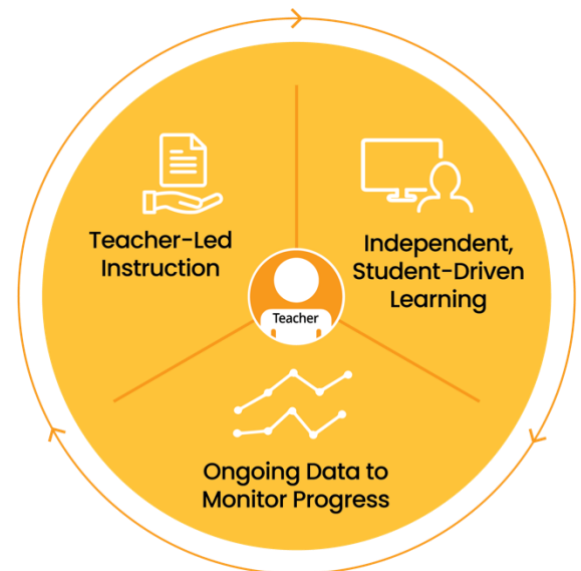 Teacher-Led
Instruction
Independent,
Student-Driven
Learning
Teacher
Ongoing Data to
Monitor Progress